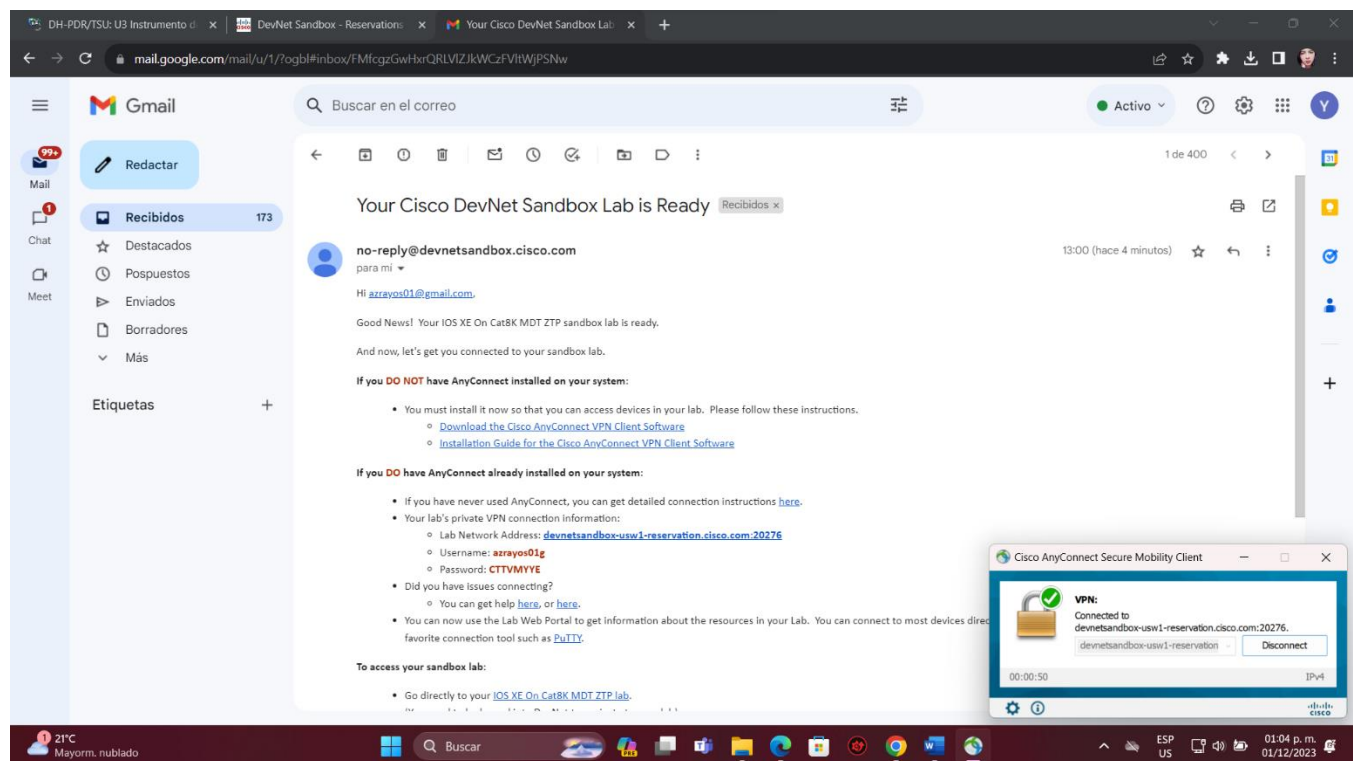 DH-PDR/TSU: U3 Instrumento d
DevNet Sandbox - Reservations
Your Cisco DevNet Sandbox Lab
mail.google.com/mail/u/1/?ogbl#inbox/FMfcgzGwHxrQRLVlZJkWCzFVltWjPSNw
Gmail
Buscar en el correo
Activo
Y
99+
Mail
Redactar
1 de 400
31
Recibidos 173
Your Cisco DevNet Sandbox Lab is Ready Recibidos x
Chat
Destacados
no-reply@devnetsandbox.cisco.com
13:00 (hace 4 minutos)
Pospuestos
para mí
Meet
Enviados
Hi azrayos01@gmail.com,
Borradores
Good News! Your IOS XE On Cat8K MDT ZTP sandbox lab is ready.
Más
And now, let's get you connected to your sandbox lab.
If you DO NOT have AnyConnect installed on your system:
Etiquetas
You must install it now so that you can access devices in your lab. Please follow these instructions.
Download the Cisco AnyConnect VPN Client Software
Installation Guide for the Cisco AnyConnect VPN Client Software
If you DO have AnyConnect already installed on your system:
If you have never used AnyConnect, you can get detailed connection instructions here.
Your lab's private VPN connection information:
Lab Network Address: devnetsandbox-usw1-reservation.cisco.com:20276
Username: azrayos01g
Password: CTTVMYYE
Did you have issues connecting?
You can get help here, or here.
You can now use the Lab Web Portal to get information about the resources in your Lab. You can connect to most devices direc
favorite connection tool such as PuTTY.
To access your sandbox lab:
Go directly to your IOS XE On Cat8K MDT ZTP lab.
Cisco AnyConnect Secure Mobility Client
VPN:
Connected to
devnetsandbox-usw1-reservation.cisco.com:20276.
devnetsandbox-usw1-reservation
Disconnect
00:00:50
IPv4
cisco
1
21°C
Mayorm. nublado
Buscar
ESP
US
01:04 p. m.
01/12/2023